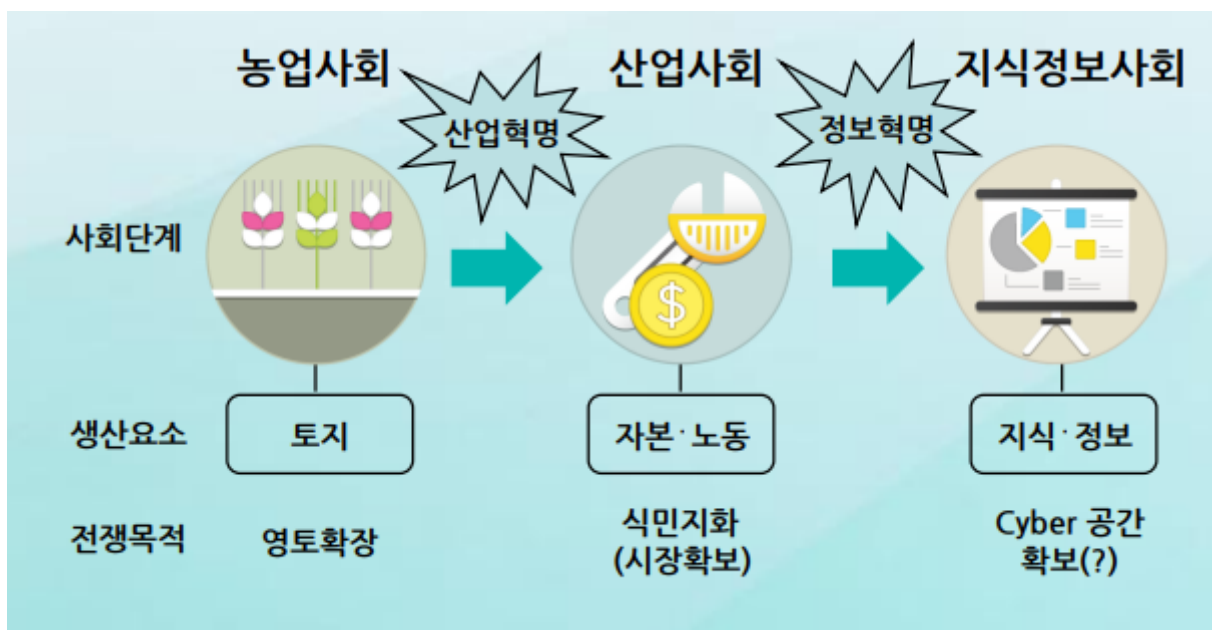 농업사회
산업혁명
산업사회
정보혁명
지식정보사회
사회단계
$
생산요소
토지
자본·노동
지식·정보
전쟁목적
영토확장
식민지화
(시장확보)
Cyber 공간
확보(?)